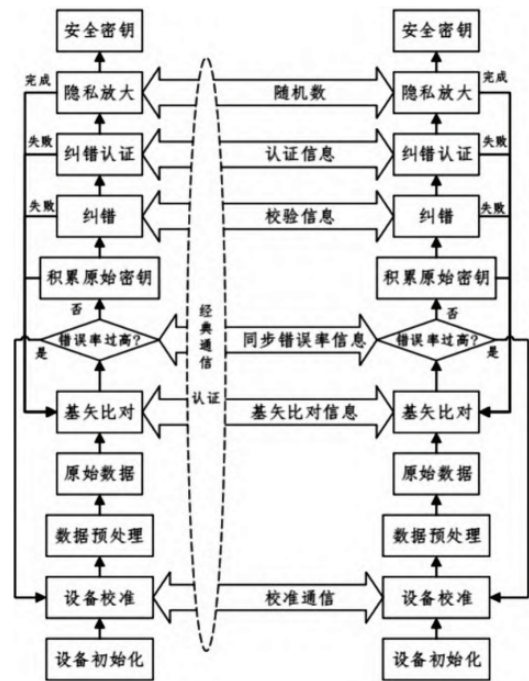 安全密钥
安全密钥
完成
隐私放大
随机数
隐私放大
完成
失败
纠错认证
认证信息
纠错认证
失败
失败
纠错
校验信息
纠错
失败
积累原始密钥
积累原始密钥
否
否
经典通信
认证
是
错误率过高?
同步错误率信息
错误率过高?
是
基矢比对
基矢比对信息
基矢比对
原始数据
原始数据
数据预处理
数据预处理
设备校准
校准通信
设备校准
设备初始化
设备初始化